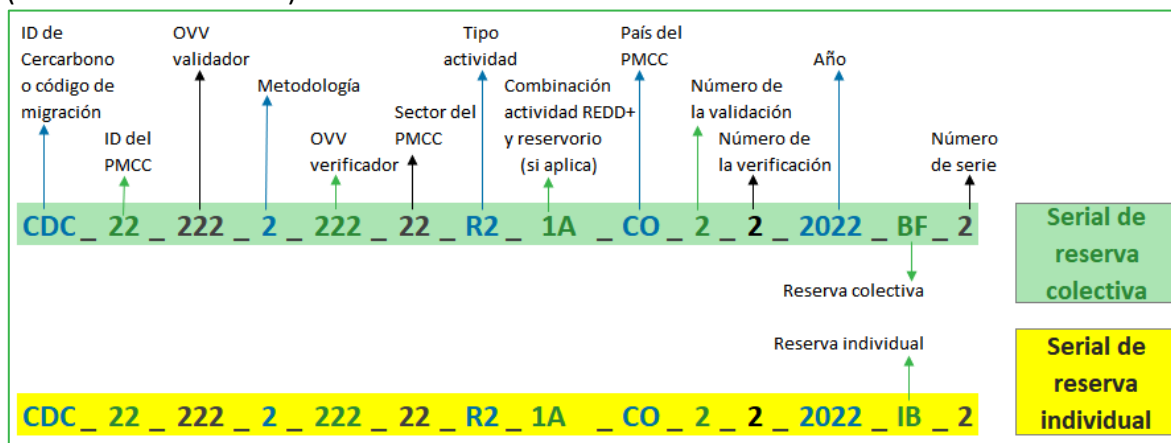 ID de
Cercarbono
o código de
migración
ID del
PMCC
OVV
validador
Metodología
OVV
verificador
Sector del
PMCC
Tipo
actividad
Combinación
actividad REDD+
y reservorio
(si aplica)
País del
PMCC
Número de
la validación
Número de
la verificación
Año
Número
de serie
CDC _ 22 _ 222 _ 2 _ 222 _ 22 _ R2 _ 1A _ CO _ 2 _ 2 _ 2022 _ BF _ 2
Serial de
reserva
colectiva
Reserva colectiva
Reserva individual
CDC _ 22 _ 222 _ 2 _ 222 _ 22 _ R2 _ 1A _ CO _ 2 _ 2 _ 2022 _ IB _ 2
Serial de
reserva
individual